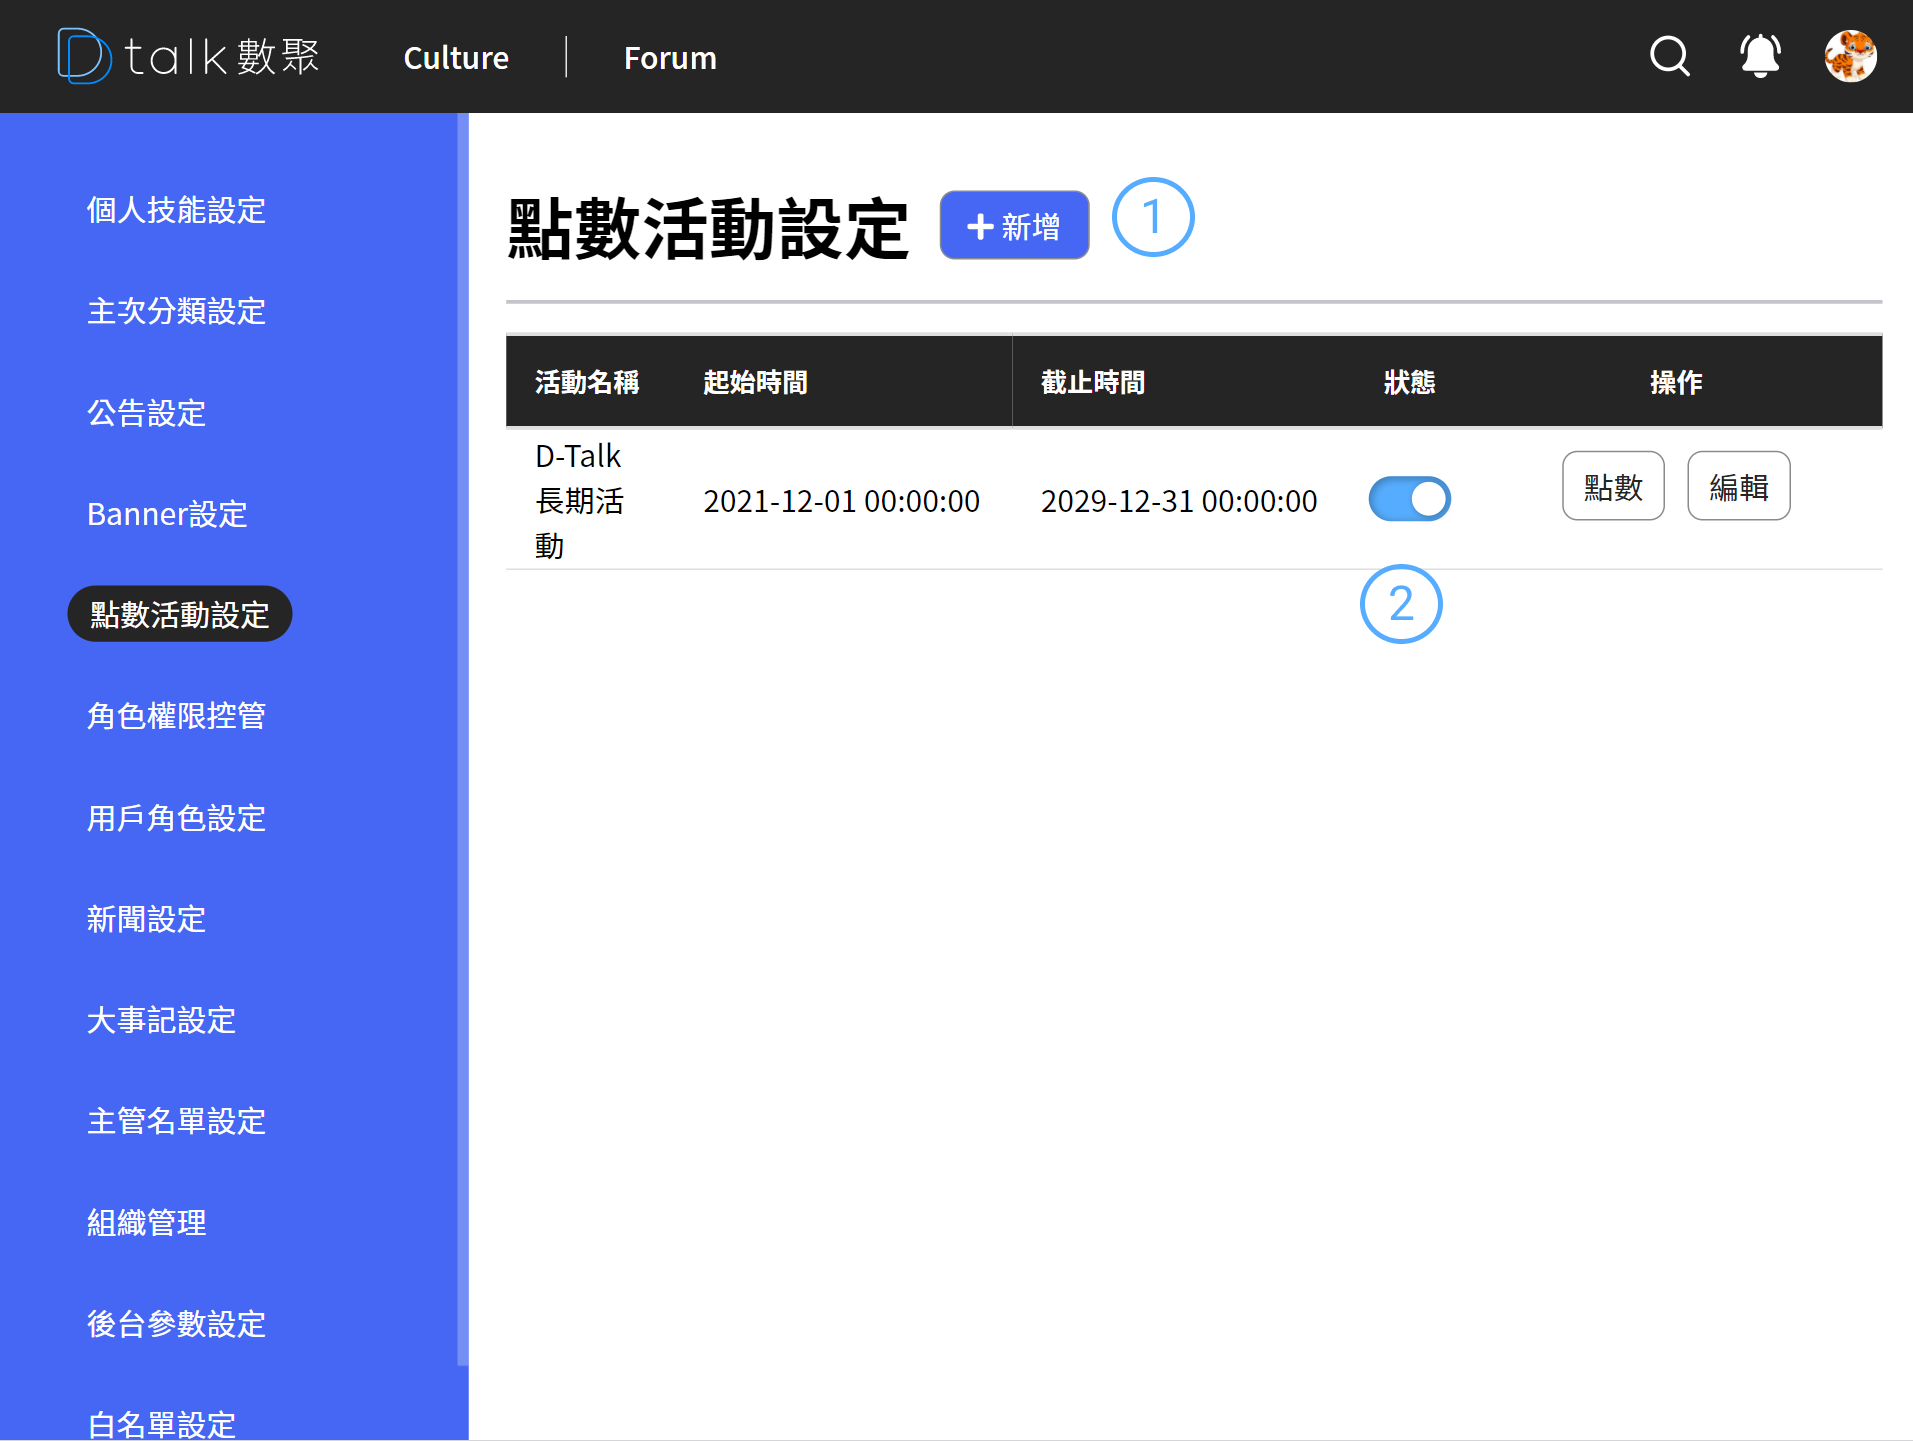 Dtalk數聚
Culture
Forum
個人技能設定
主次分類設定
公告設定
Banner設定
點數活動設定
角色權限控管
用戶角色設定
新聞設定
大事記設定
主管名單設定
組織管理
後台參數設定
白名單設定
點數活動設定
+ 新增
1
活動名稱 起始時間 截止時間 狀態 操作
D-Talk
長期活
動
2021-12-01 00:00:00
2029-12-31 00:00:00
點數
編輯
2